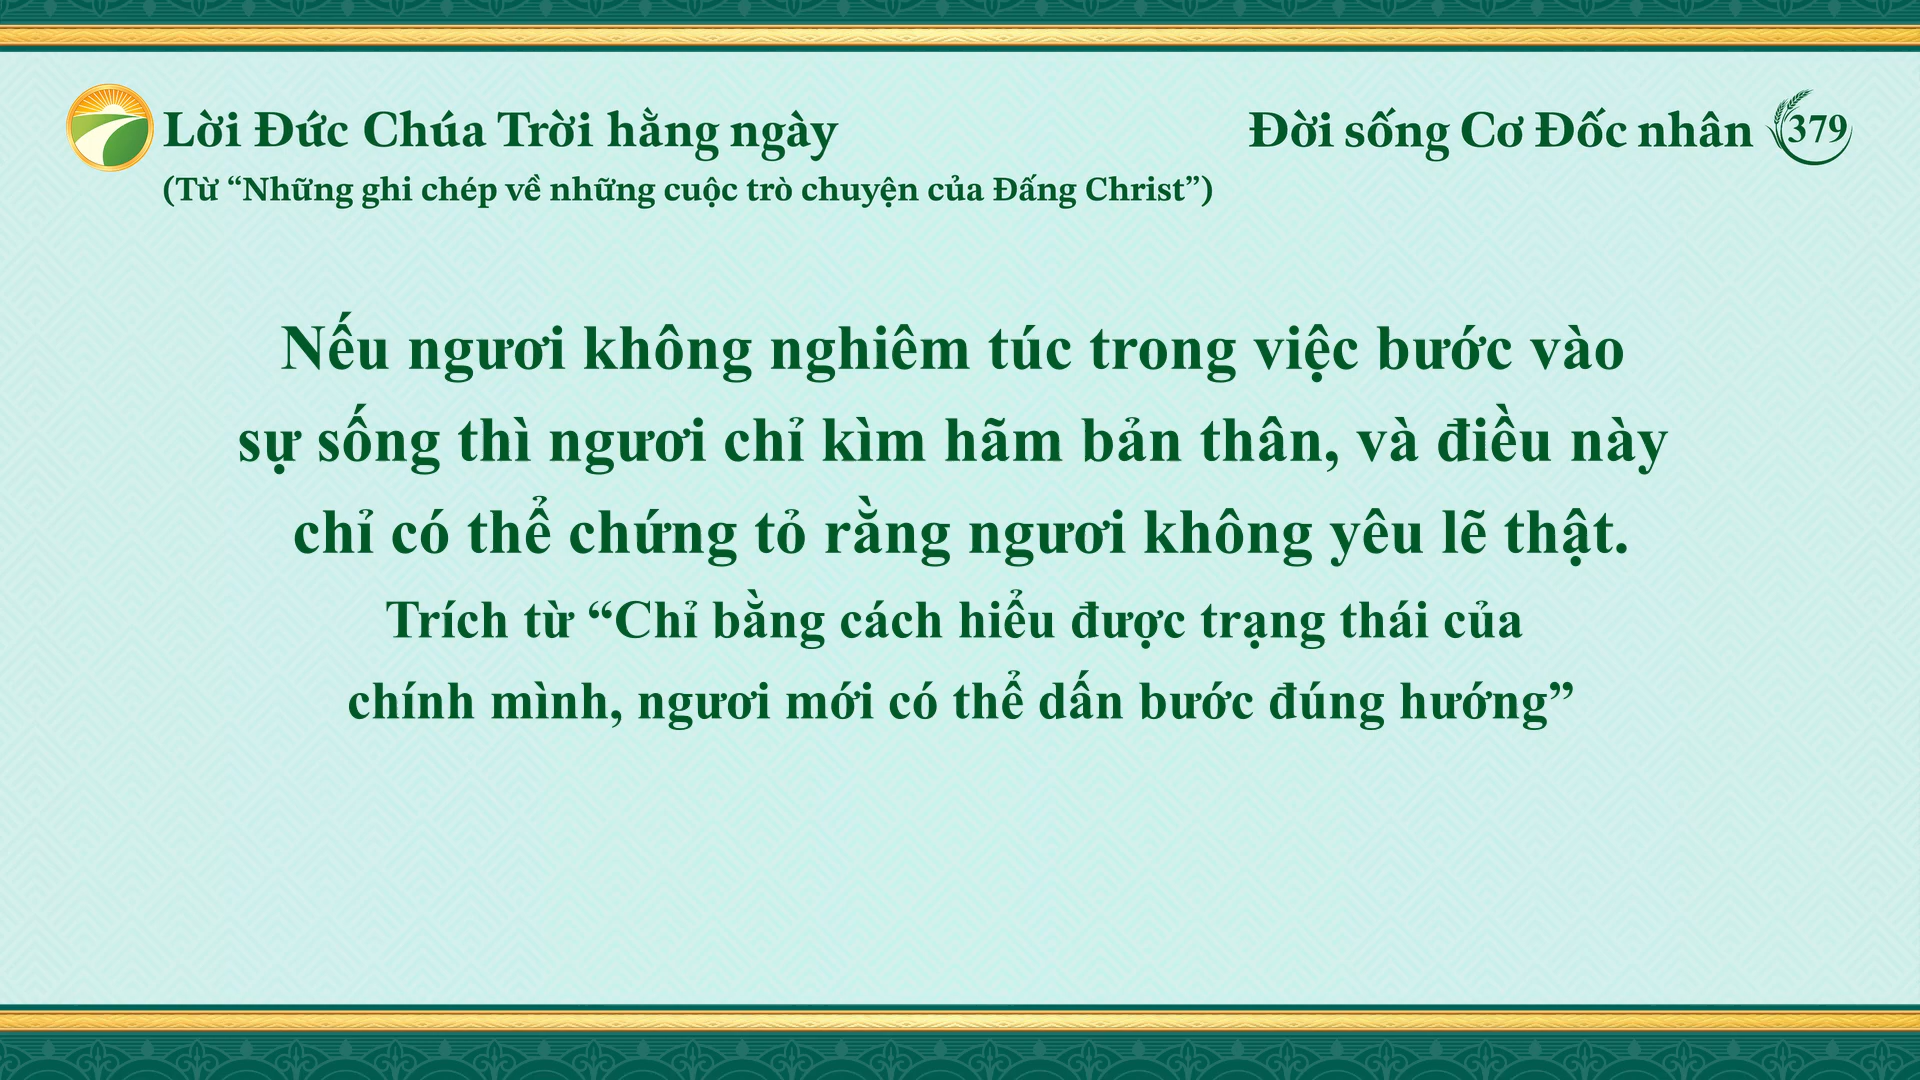 Lời Đức Chúa Trời hằng ngày
Đời sống Cơ Đốc nhân 379
(Từ “Những ghi chép về những cuộc trò chuyện của Đấng Christ”)
Nếu ngươi không nghiêm túc trong việc bước vào
sự sống thì ngươi chỉ kìm hãm bản thân, và điều này
chỉ có thể chứng tỏ rằng ngươi không yêu lẽ thật.
Trích từ “Chỉ bằng cách hiểu được trạng thái của
chính mình, ngươi mới có thể dấn bước đúng hướng”